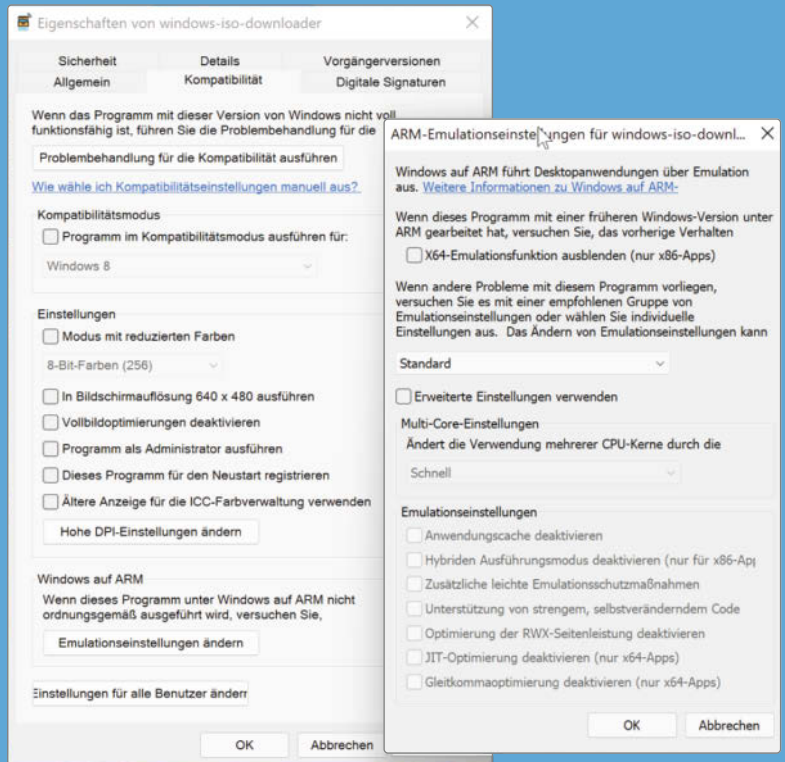 Eigenschaften von windows-iso-downloader
Sicherheit Details Vorgängerversionen
Allgemein Kompatibilität Digitale Signaturen
Wenn das Programm mit dieser Version von Windows nicht voll
funktionsfähig ist, führen Sie die Problembehandlung für die
Problembehandlung für die Kompatibilität ausführen
Wie wähle ich Kompatibilitätseinstellungen manuell aus?
Kompatibilitätsmodus
Programm im Kompatibilitätsmodus ausführen für:
Windows 8
Einstellungen
Modus mit reduzierten Farben
8-Bit-Farben (256)
In Bildschirmauflösung 640 x 480 ausführen
Vollbildoptimierungen deaktivieren
Programm als Administrator ausführen
Dieses Programm für den Neustart registrieren
Ältere Anzeige für die ICC-Farbverwaltung verwenden
Hohe DPI-Einstellungen ändern
Windows auf ARM
Wenn dieses Programm unter Windows auf ARM nicht
ordnungsgemäß ausgeführt wird, versuchen Sie,
Emulationseinstellungen ändern
Einstellungen für alle Benutzer ändern
OK Abbrechen
ARM-Emulationseinstellungen für windows-iso-downl...
Windows auf ARM führt Desktopanwendungen über Emulation
aus. Weitere Informationen zu Windows auf ARM-
Wenn dieses Programm mit einer früheren Windows-Version unter
ARM gearbeitet hat, versuchen Sie, das vorherige Verhalten
X64-Emulationsfunktion ausblenden (nur x86-Apps)
Wenn andere Probleme mit diesem Programm vorliegen,
versuchen Sie es mit einer empfohlenen Gruppe von
Emulationseinstellungen oder wählen Sie individuelle
Einstellungen aus. Das Ändern von Emulationseinstellungen kann
Standard
Erweiterte Einstellungen verwenden
Multi-Core-Einstellungen
Ändert die Verwendung mehrerer CPU-Kerne durch die
Schnell
Emulationseinstellungen
Anwendungscache deaktivieren
Hybriden Ausführungsmodus deaktivieren (nur für x86-App
Zusätzliche leichte Emulationsschutzmaßnahmen
Unterstützung von strengem, selbstveränderndem Code
Optimierung der RWX-Seitenleistung deaktivieren
JIT-Optimierung deaktivieren (nur x64-Apps)
Gleitkommaoptimierung deaktivieren (nur x64-Apps)
OK Abbrechen